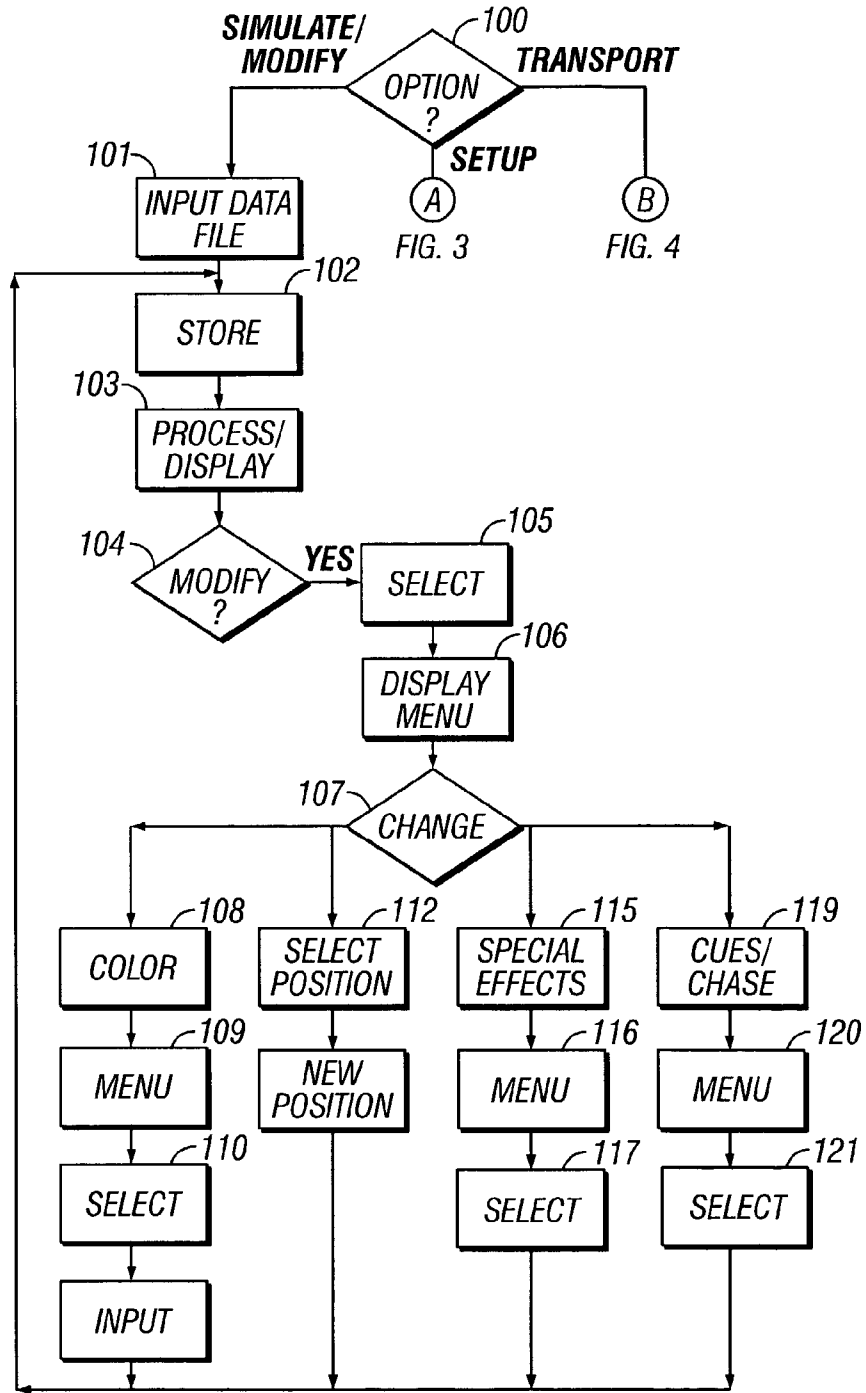 100
SIMULATE/
MODIFY
TRANSPORT
OPTION
?
SETUP
101
INPUT DATA
FILE
A
B
FIG. 3
FIG. 4
102
STORE
103
PROCESS/
DISPLAY
104
MODIFY
?
YES
105
SELECT
106
DISPLAY
MENU
107
CHANGE
108
COLOR
109
MENU
110
SELECT
INPUT
112
SELECT
POSITION
NEW
POSITION
115
SPECIAL
EFFECTS
116
MENU
117
SELECT
119
CUES/
CHASE
120
MENU
121
SELECT